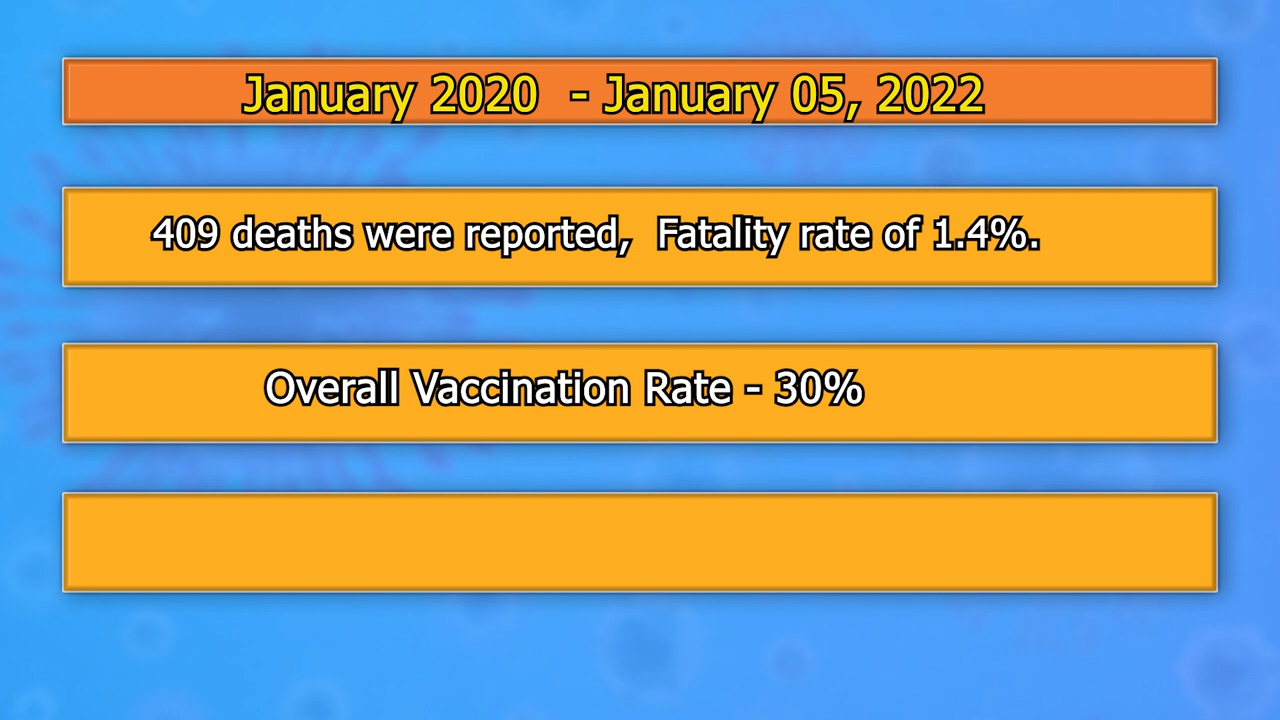 January 2020 - January 05, 2022
409 deaths were reported, Fatality rate of 1.4%.
Overall Vaccination Rate - 30%